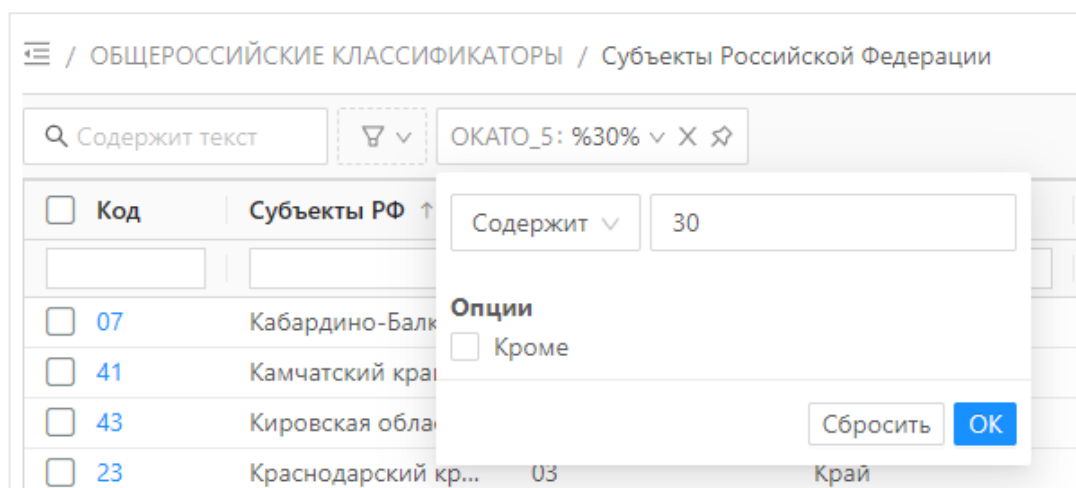 / ОБЩЕРОССИЙСКИЕ КЛАССИФИКАТОРЫ / Субъекты Российской Федерации
Содержит текст ОКАТО_5: %30%
Код Субъекты РФ ↑
Содержит 30
Опции
Кроме
07 Кабардино-Балк
41 Камчатский кра
43 Кировская обла
Сбросить ОК
23 Краснодарский кр... 03 Край